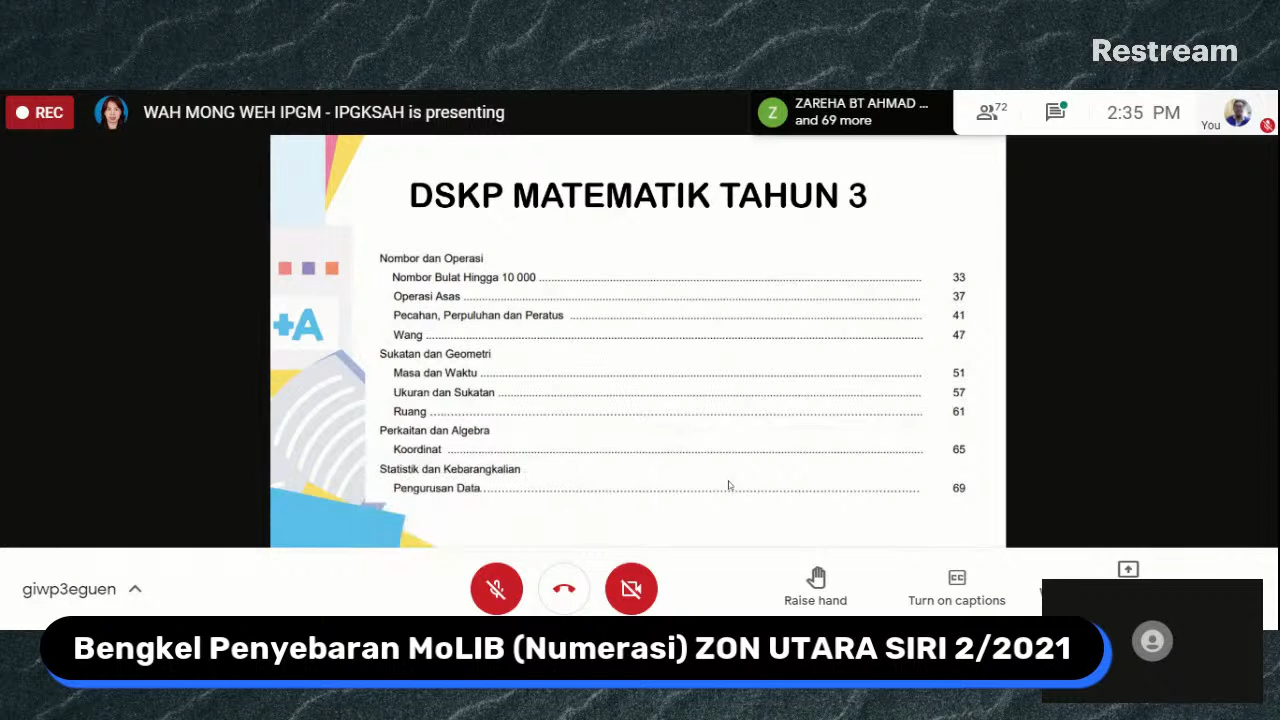 Restream
REC
WAH MONG WEH IPGM - IPGKSAH is presenting
Z
ZAREHA BT AHMAD ...
and 69 more
72
2:35 PM
You
DSKP MATEMATIK TAHUN 3
+A
Nombor dan Operasi
Nombor Bulat Hingga 10 000 33
Operasi Asas 37
Pecahan, Perpuluhan dan Peratus 41
Wang 47
Sukatan dan Geometri
Masa dan Waktu 51
Ukuran dan Sukatan 57
Ruang 61
Perkaitan dan Algebra
Koordinat 65
Statistik dan Kebarangkalian
Pengurusan Data 69
giwp3eguen
Raise hand
CC
Turn on captions
Bengkel Penyebaran MoLIB (Numerasi) ZON UTARA SIRI 2/2021